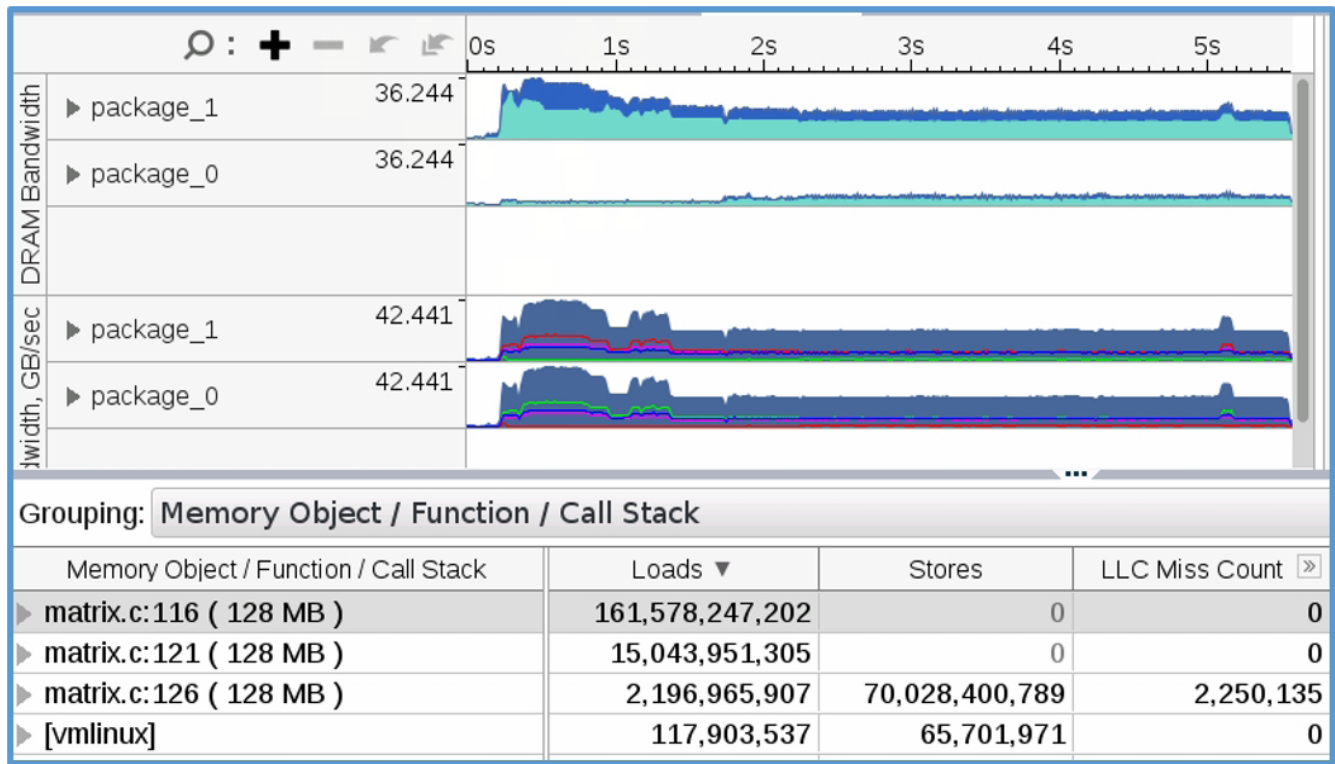 0s 1s 2s 3s 4s 5s
DRAM Bandwidth
package_1 36.244
package_0 36.244
dwidth, GB/sec
package_1 42.441
package_0 42.441
Grouping: Memory Object / Function / Call Stack
Memory Object / Function / Call Stack Loads ▼ Stores LLC Miss Count »
matrix.c:116 ( 128 MB ) 161,578,247,202 0 0
matrix.c:121 ( 128 MB ) 15,043,951,305 0 0
matrix.c:126 ( 128 MB ) 2,196,965,907 70,028,400,789 2,250,135
[vmlinux] 117,903,537 65,701,971 0